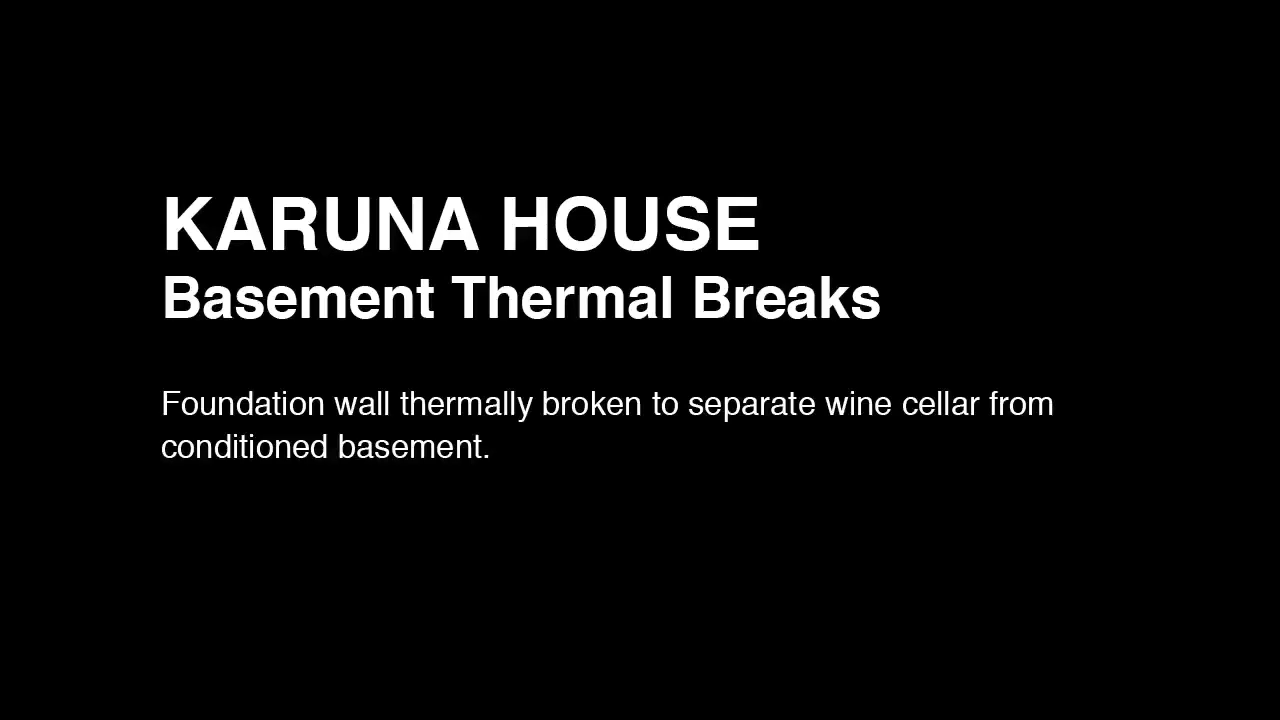 KARUNA HOUSE
Basement Thermal Breaks
Foundation wall thermally broken to separate wine cellar from
conditioned basement.